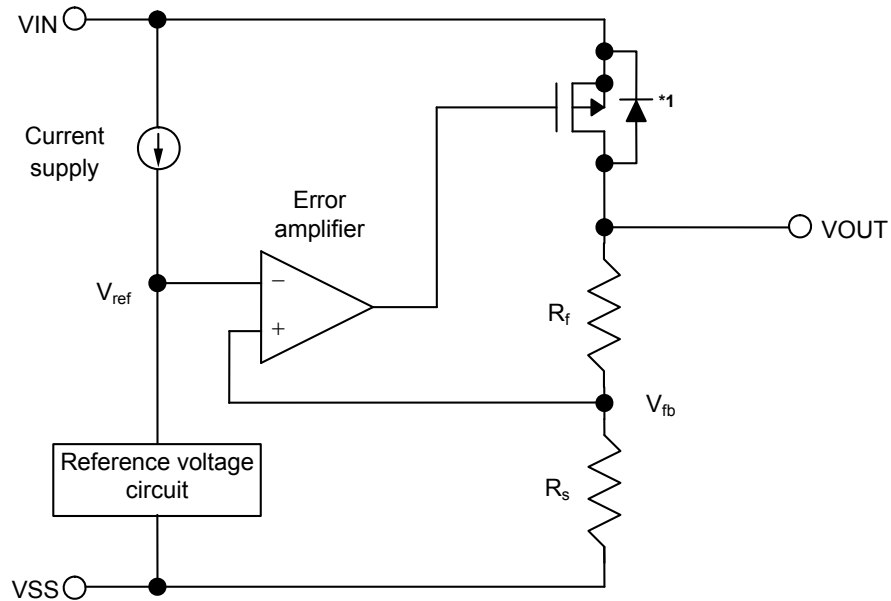 VIN
*1
Current
supply
Error
amplifier
VOUT
Vref
−
+
Rf
Vfb
Reference voltage
circuit
Rs
VSS